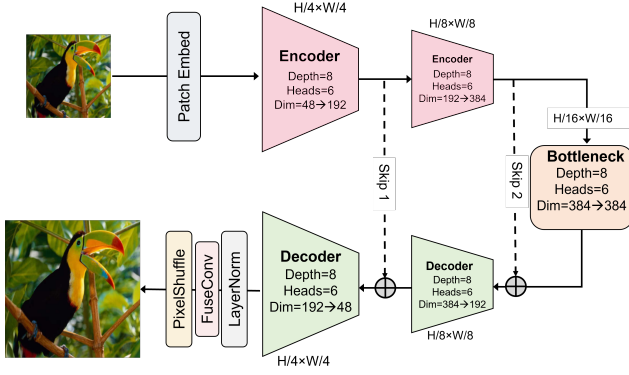 H/4×W/4
H/8×W/8
Patch Embed
Encoder
Depth=8
Heads=6
Dim=48→192
Encoder
Depth=8
Heads=6
Dim=192→384
H/16×W/16
Skip 1
Skip 2
Bottleneck
Depth=8
Heads=6
Dim=384→384
PixelShuffle
FuseConv
LayerNorm
Decoder
Depth=8
Heads=6
Dim=192→48
Decoder
Depth=8
Heads=6
Dim=384→192
H/4×W/4
H/8×W/8